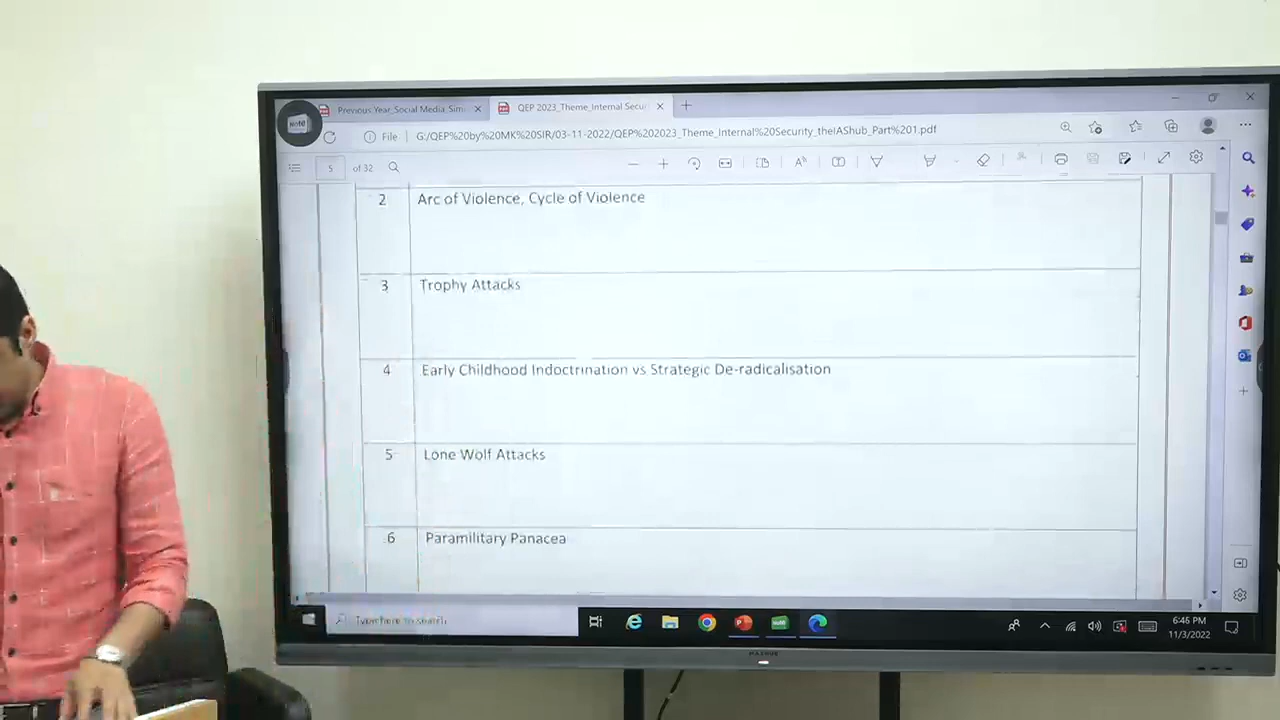 Previous Year_Social Media_Sim
QEP 2023_Theme_Internal Secur
File
G:/QEP%20by%20MK%20SIR/03-11-2022/QEP%202023_Theme_Internal%20Security_theIAShub_Part%201.pdf
5 of 32
2 Arc of Violence, Cycle of Violence
3 Trophy Attacks
4 Early Childhood Indoctrination vs Strategic De-radicalisation
5 Lone Wolf Attacks
6 Paramilitary Panacea
Type here to search
6:46 PM
11/3/2022